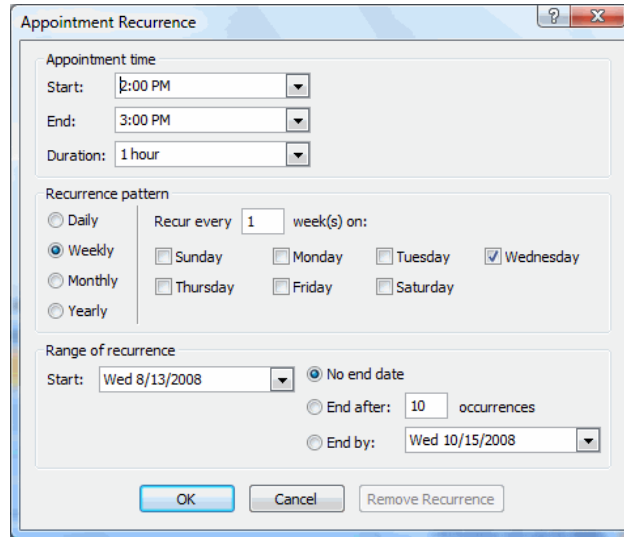 Appointment Recurrence
Appointment time
Start: 2:00 PM
End: 3:00 PM
Duration: 1 hour
Recurrence pattern
Daily Recur every 1 week(s) on:
Weekly Sunday Monday Tuesday Wednesday
Monthly Thursday Friday Saturday
Yearly
Range of recurrence
Start: Wed 8/13/2008 No end date
End after: 10 occurrences
End by: Wed 10/15/2008
OK Cancel Remove Recurrence